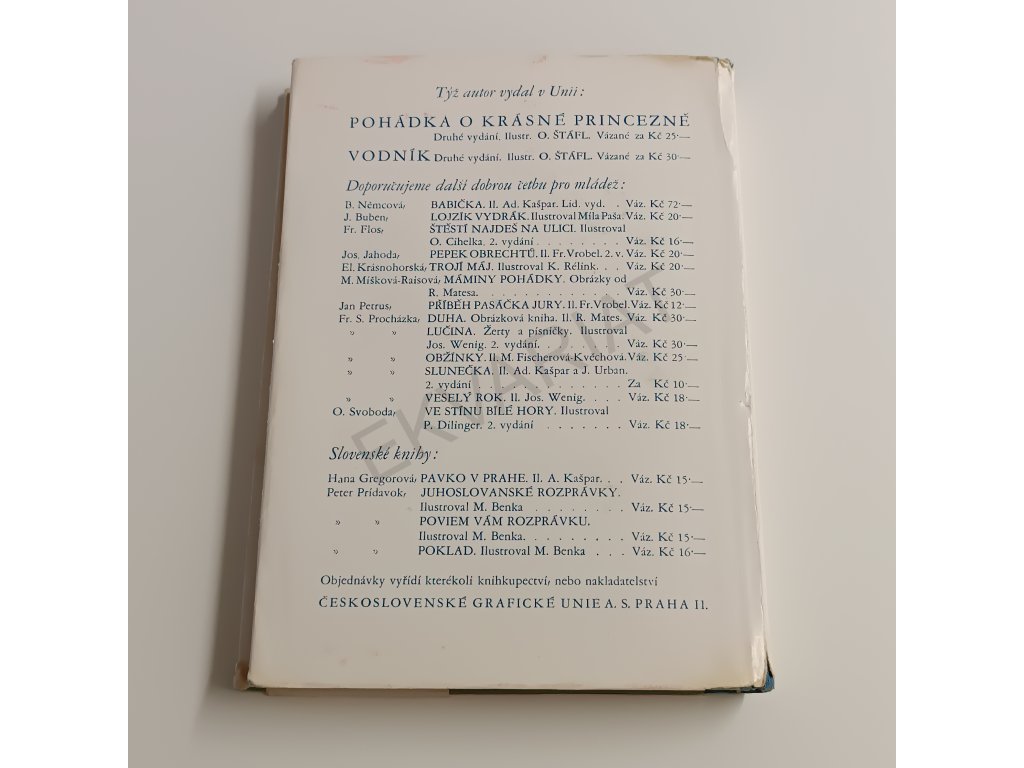 Týž autor vydal v Unii:
POHÁDKA O KRÁSNÉ PRINCEZNĚ
Druhé vydání. Ilustr. O. ŠTÁFL. Vázané za Kč 25·—
VODNÍK Druhé vydání. Ilustr. O. ŠTÁFL. Vázané za Kč 30·—
Doporučujeme další dobrou četbu pro mládež:
B. Němcová, BABIČKA. Il. Ad. Kašpar. Lid. vyd. . Váz. Kč 72·—
J. Buben, LOJZÍK VYDRÁK. Ilustroval Míla Paša. Váz. Kč 20·—
Fr. Flos, ŠTĚSTÍ NAJDEŠ NA ULICI. Ilustroval
O. Cihelka. 2. vydání . . . . . . . . Váz. Kč 16·—
Jos. Jahoda, PEPEK OBRECHTŮ. Il. Fr. Vrobel. 2. v. Váz. Kč 20·—
El. Krásnohorská, TROJÍ MÁJ. Ilustroval K. Rélink. . . Váz. Kč 20·—
M. Míšková-Raisová, MÁMINY POHÁDKY. Obrázky od
R. Matesa. . . . . . . . . . . . . Váz. Kč 30·—
Jan Petrus, PŘÍBĚH PASÁČKA JURY. Il. Fr. Vrobel. Váz. Kč 12·—
Fr. S. Procházka, DUHA. Obrázková kniha. Il. R. Mates. Váz. Kč 30·—
» » LUČINA. Žerty a písničky. Ilustroval
Jos. Wenig. 2. vydání. . . . . . . . Váz. Kč 30·—
» » OBŽÍNKY. Il. M. Fischerová-Kvěchová. Váz. Kč 25·—
» » SLUNEČKA. Il. Ad. Kašpar a J. Urban.
2. vydání . . . . . . . . . . . . . Za Kč 10·—
» » VESELÝ ROK. Il. Jos. Wenig. . . . Váz. Kč 18·—
O. Svoboda, VE STÍNU BÍLÉ HORY. Ilustroval
P. Dilinger. 2. vydání . . . . . . . Váz. Kč 18·—
Slovenské knihy:
Hana Gregorová, PAVKO V PRAHE. Il. A. Kašpar. . . Váz. Kč 15·—
Peter Prídavok, JUHOSLOVANSKÉ ROZPRÁVKY.
Ilustroval M. Benka . . . . . . . . Váz. Kč 15·—
» » POVIEM VÁM ROZPRÁVKU.
Ilustroval M. Benka. . . . . . . . . Váz. Kč 15·—
» » POKLAD. Ilustroval M. Benka . . . Váz. Kč 16·—
Objednávky vyřídí kterékoli knihkupectví, nebo nakladatelství
ČESKOSLOVENSKÉ GRAFICKÉ UNIE A. S. PRAHA II.
EKVARIAT